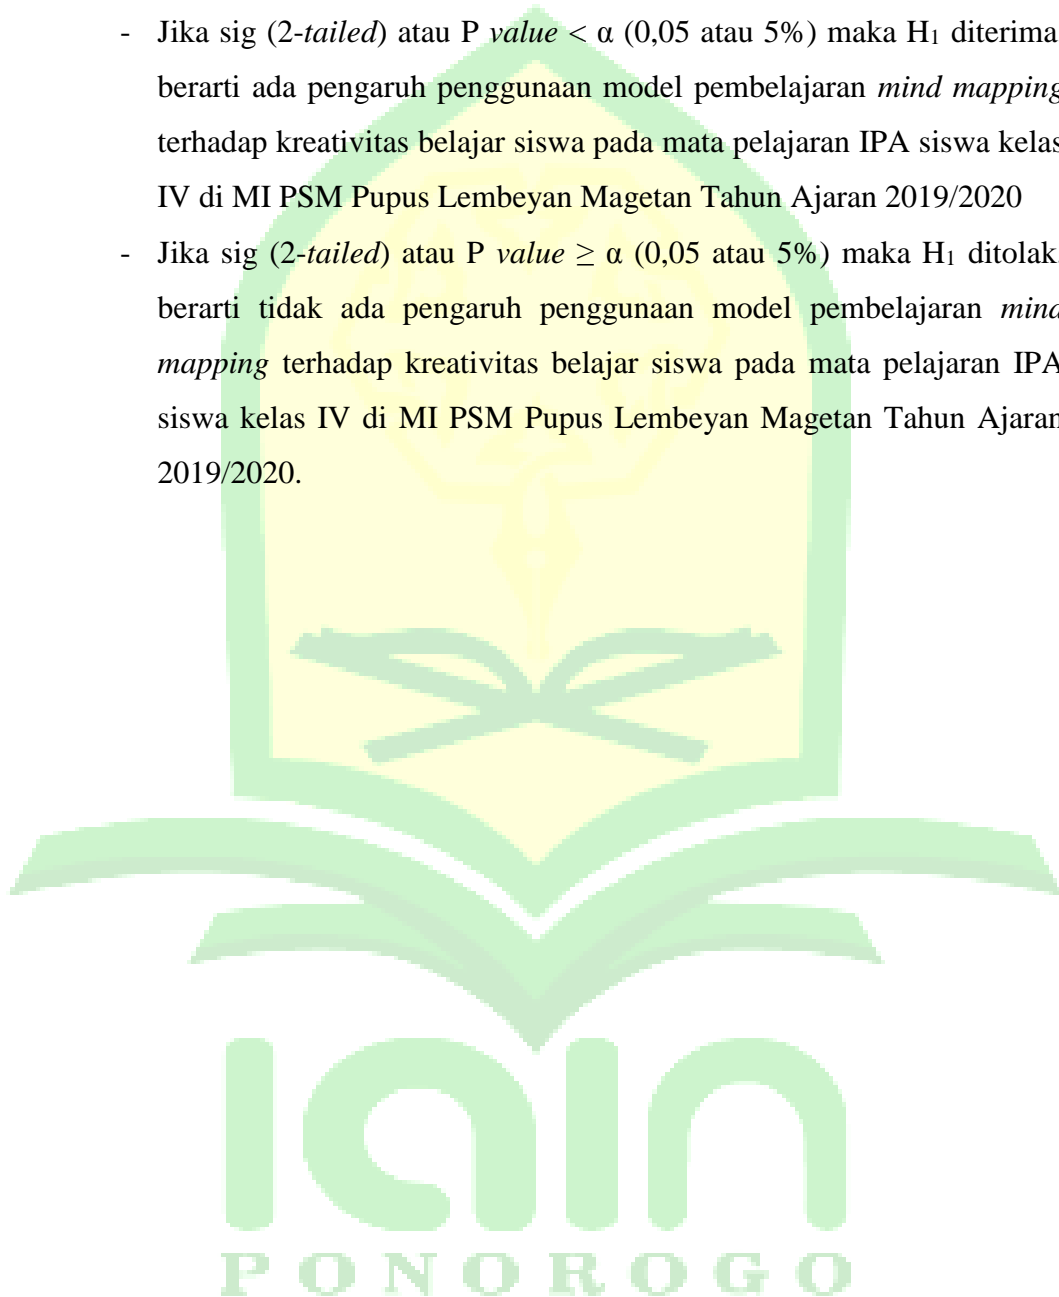 - Jika sig (2-tailed) atau P value < α (0,05 atau 5%) maka H₁ diterima
berarti ada pengaruh penggunaan model pembelajaran mind mapping
terhadap kreativitas belajar siswa pada mata pelajaran IPA siswa kelas
IV di MI PSM Pupus Lembeyan Magetan Tahun Ajaran 2019/2020
- Jika sig (2-tailed) atau P value ≥ α (0,05 atau 5%) maka H₁ ditolak.
berarti tidak ada pengaruh penggunaan model pembelajaran mind
mapping terhadap kreativitas belajar siswa pada mata pelajaran IPA
siswa kelas IV di MI PSM Pupus Lembeyan Magetan Tahun Ajaran
2019/2020.
IAIN
PONOROGO